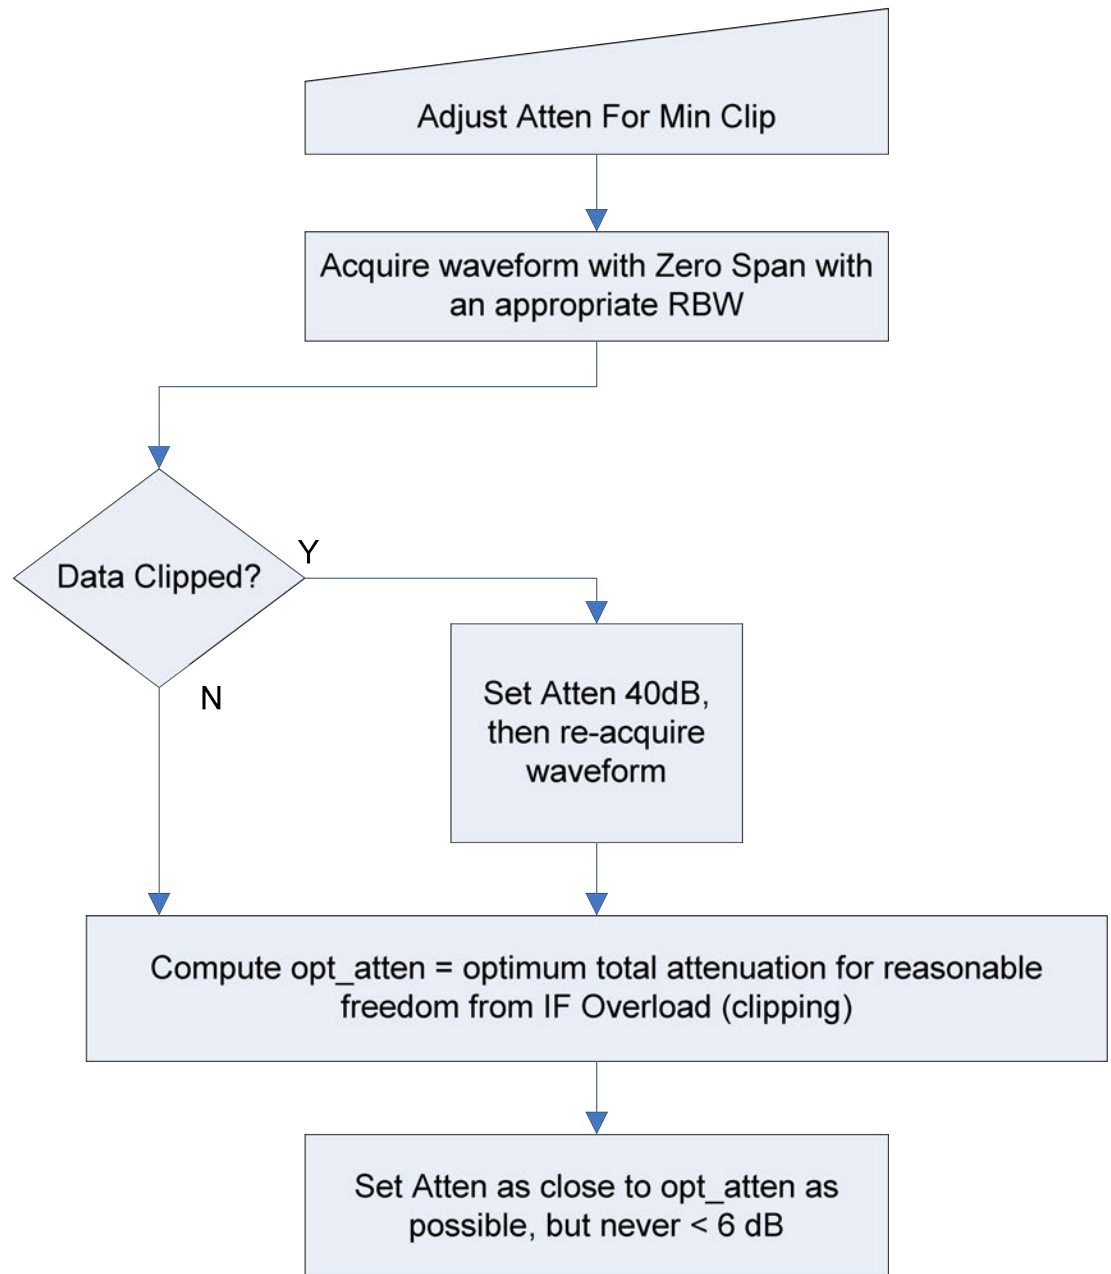 Adjust Atten For Min Clip
Acquire waveform with Zero Span with
an appropriate RBW
Data Clipped?
Y
N
Set Atten 40dB,
then re-acquire
waveform
Compute opt_atten = optimum total attenuation for reasonable
freedom from IF Overload (clipping)
Set Atten as close to opt_atten as
possible, but never < 6 dB